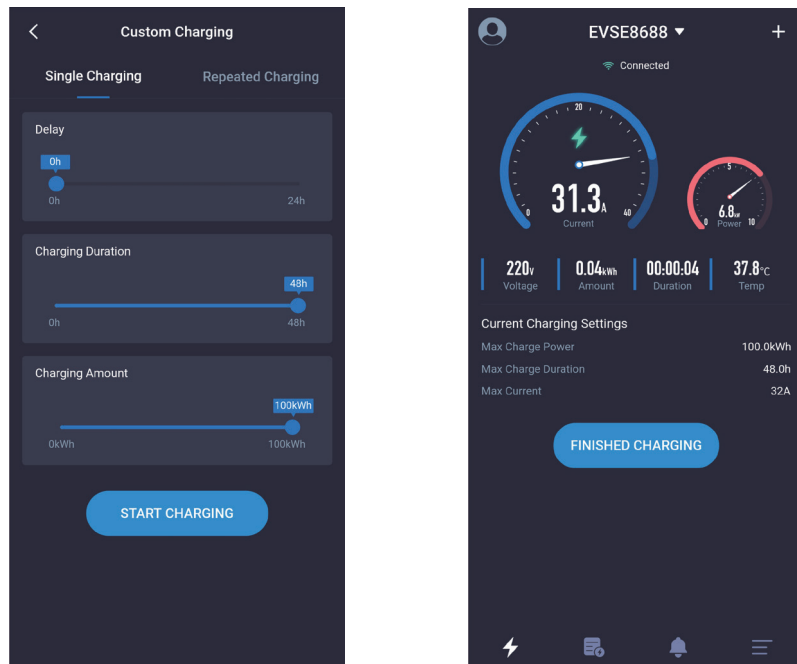 Custom Charging
Single Charging
Repeated Charging
Delay
0h
0h 24h
Charging Duration
48h
0h 48h
Charging Amount
100kWh
0kWh 100kWh
START CHARGING
EVSE8688
Connected
20
31.3A
0 40
Current
5
6.8kW
0 10
Power
220V 0.04kWh 00:00:04 37.8°C
Voltage Amount Duration Temp
Current Charging Settings
Max Charge Power 100.0kWh
Max Charge Duration 48.0h
Max Current 32A
FINISHED CHARGING